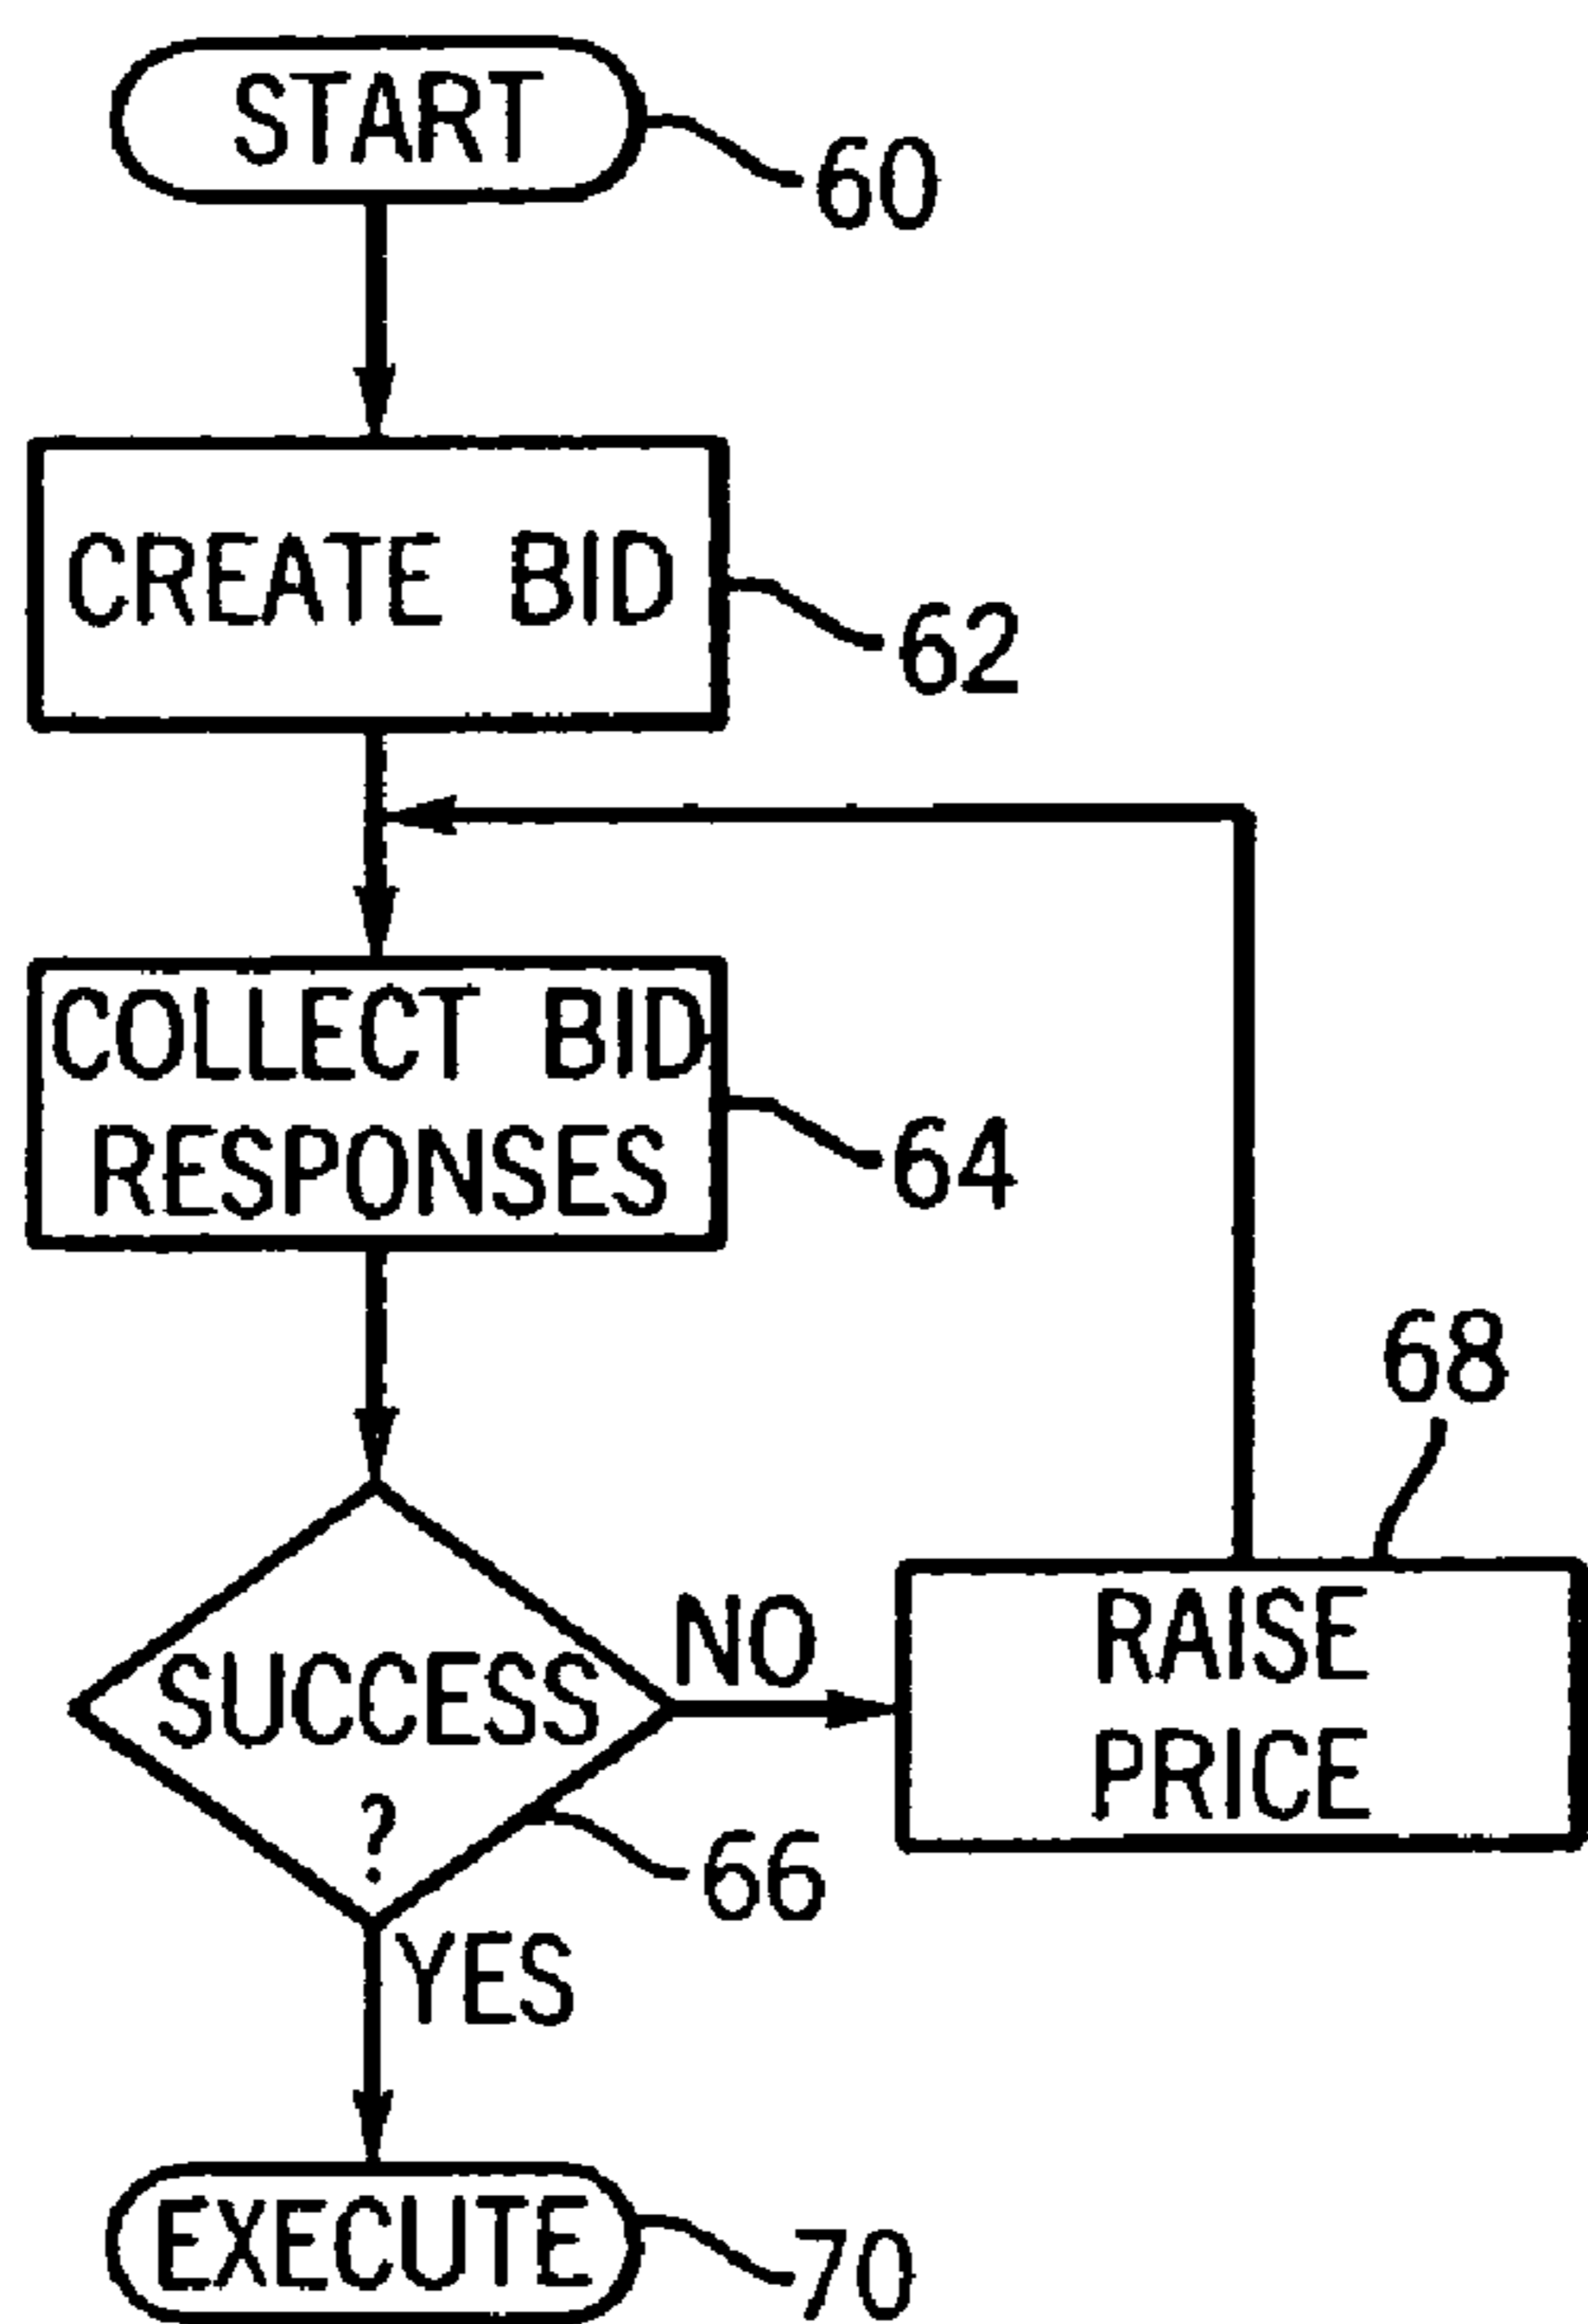 START
60
CREATE BID
62
COLLECT BID
RESPONSES
64
68
NO
RAISE
PRICE
SUCCESS
?
66
YES
EXECUTE
70